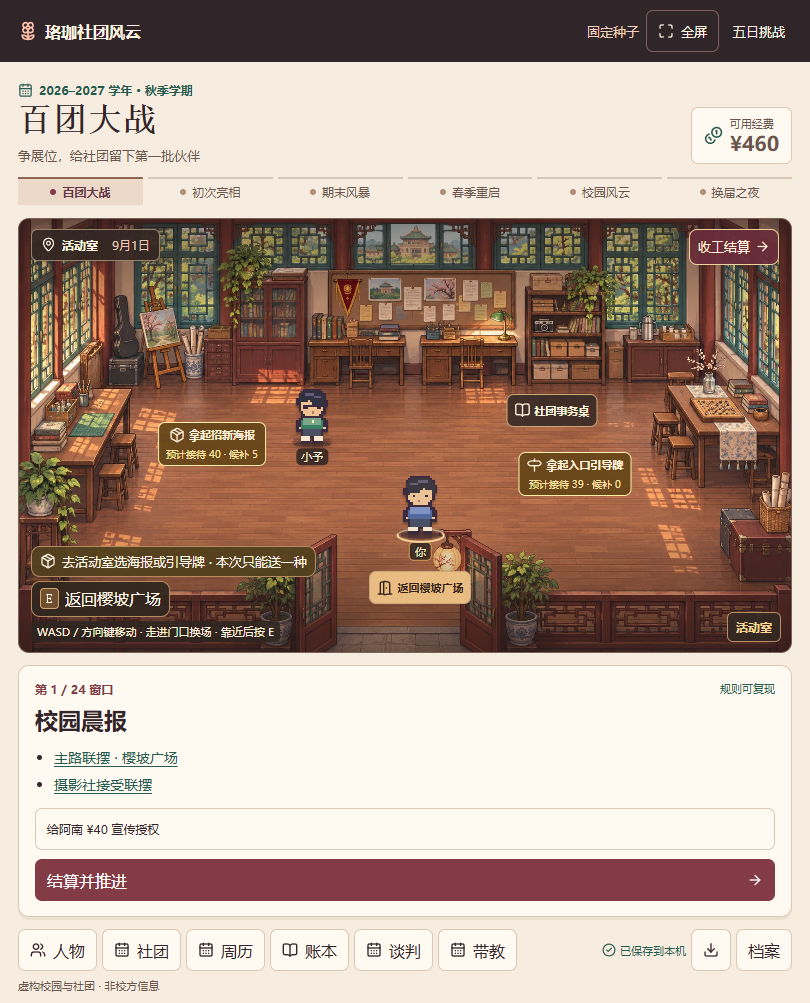 珞珈社团风云
固定种子
全屏
五日挑战
2026–2027 学年 • 秋季学期
百团大战
争展位，给社团留下第一批伙伴
可用经费
¥460
百团大战
初次亮相
期末风暴
春季重启
校园风云
换届之夜
活动室 9月1日
收工结算
社团事务桌
拿起招新海报
预计接待 40 · 候补 5
小予
拿起入口引导牌
预计接待 39 · 候补 0
你
去活动室选海报或引导牌 · 本次只能送一种
返回樱坡广场
E 返回樱坡广场
WASD / 方向键移动 · 走进门口换场 · 靠近后按 E
活动室
第 1 / 24 窗口
规则可复现
校园晨报
主路联摆 · 樱坡广场
摄影社接受联摆
给阿南 ¥40 宣传授权
结算并推进
人物
社团
周历
账本
谈判
带教
已保存到本机
档案
虚构校园与社团 · 非校方信息